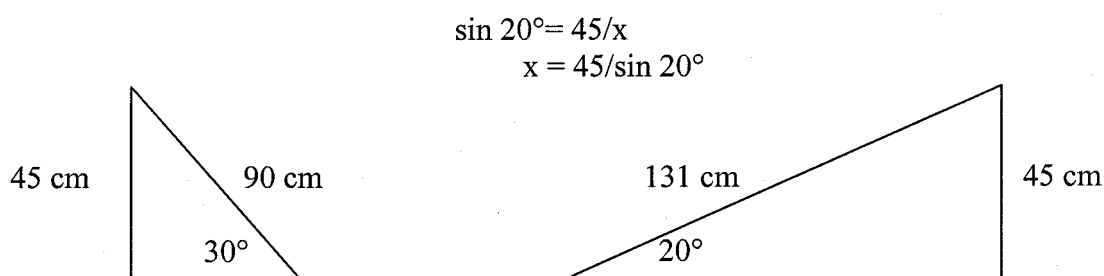 sin 20°= 45/x
x = 45/sin 20°
45 cm
90 cm
131 cm
45 cm
30°
20°